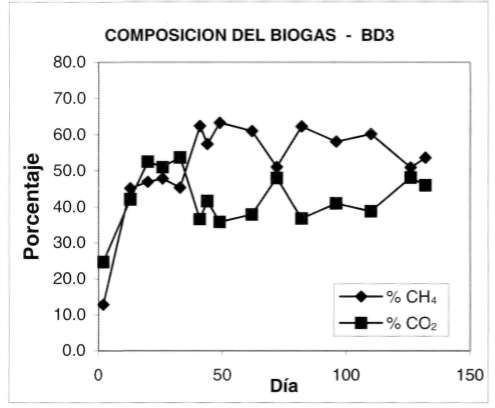 COMPOSICION DEL BIOGAS - BD3
80.0
70.0
60.0
50.0
40.0
30.0
20.0
10.0
0.0
Porcentaje
0
50
100
150
Día
% CH₄
% CO₂